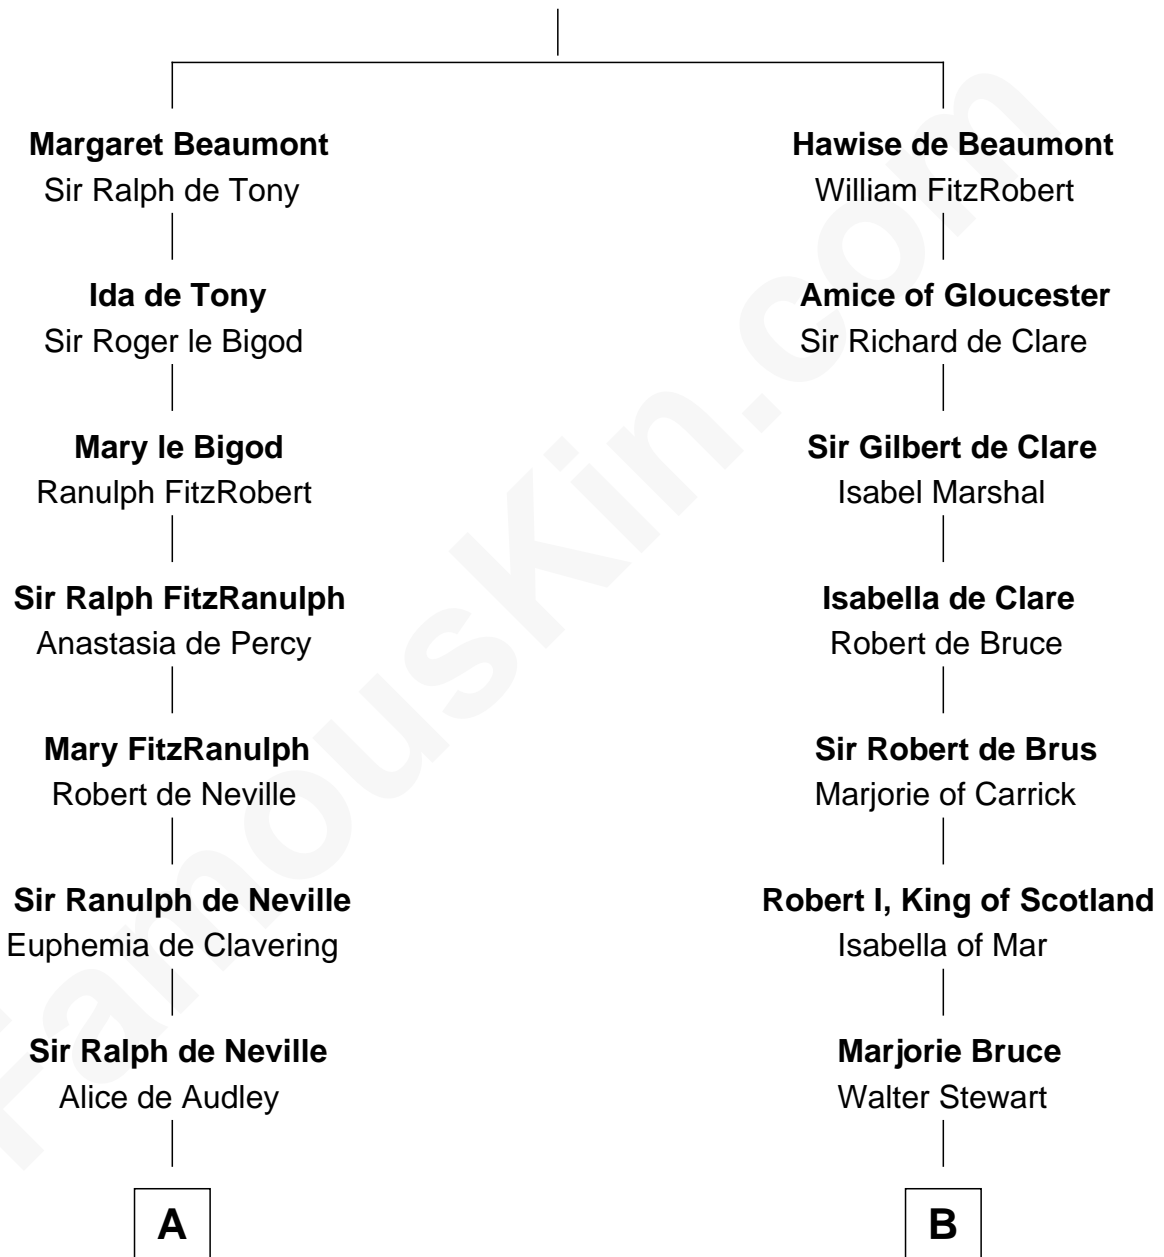 Margaret Beaumont
Sir Ralph de Tony
Hawise de Beaumont
William FitzRobert
Ida de Tony
Sir Roger le Bigod
Amice of Gloucester
Sir Richard de Clare
Mary le Bigod
Ranulph FitzRobert
Sir Gilbert de Clare
Isabel Marshal
Sir Ralph FitzRanulph
Anastasia de Percy
Isabella de Clare
Robert de Bruce
Mary FitzRanulph
Robert de Neville
Sir Robert de Brus
Marjorie of Carrick
Sir Ranulph de Neville
Euphemia de Clavering
Robert I, King of Scotland
Isabella of Mar
Sir Ralph de Neville
Alice de Audley
Marjorie Bruce
Walter Stewart
A
B
FamousKin.com